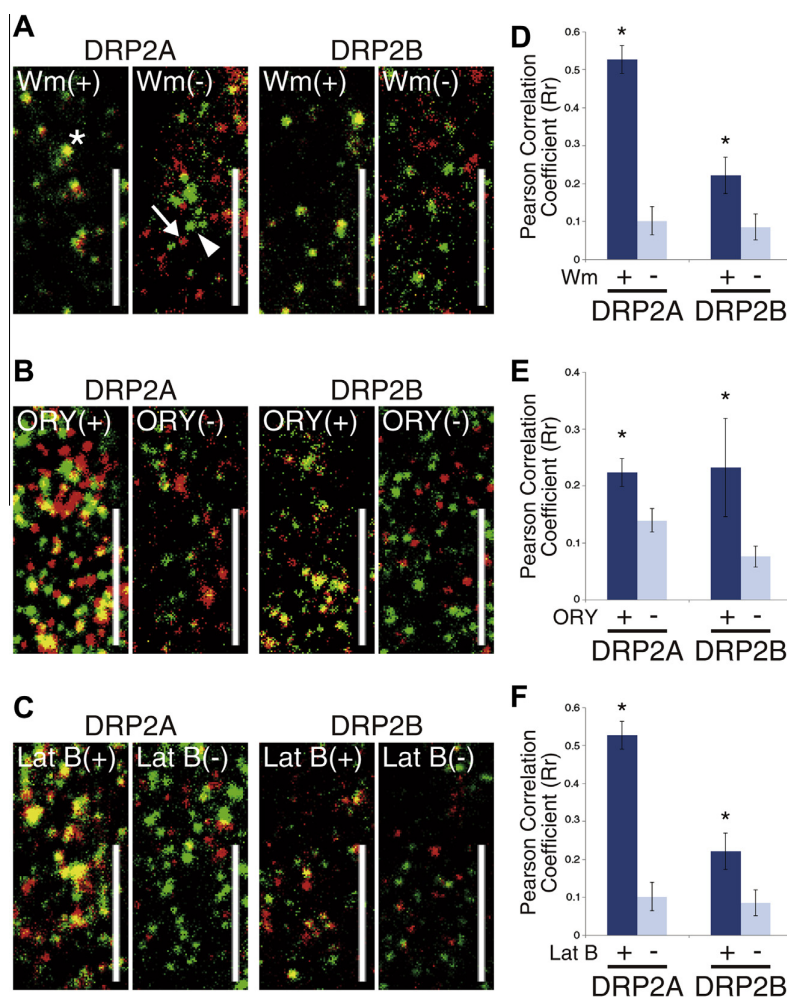 A
DRP2A DRP2B
Wm(+) Wm(-) Wm(+) Wm(-)
*
D
Pearson Correlation
Coefficient (Rr)
0.6
0.5
0.4
0.3
0.2
0.1
0
* *
Wm + - + -
DRP2A DRP2B
B
DRP2A DRP2B
ORY(+) ORY(-) ORY(+) ORY(-)
E
Pearson Correlation
Coefficient (Rr)
0.4
0.3
0.2
0.1
0
* *
ORY + - + -
DRP2A DRP2B
C
DRP2A DRP2B
Lat B(+) Lat B(-) Lat B(+) Lat B(-)
F
Pearson Correlation
Coefficient (Rr)
0.6
0.5
0.4
0.3
0.2
0.1
0
* *
Lat B + - + -
DRP2A DRP2B